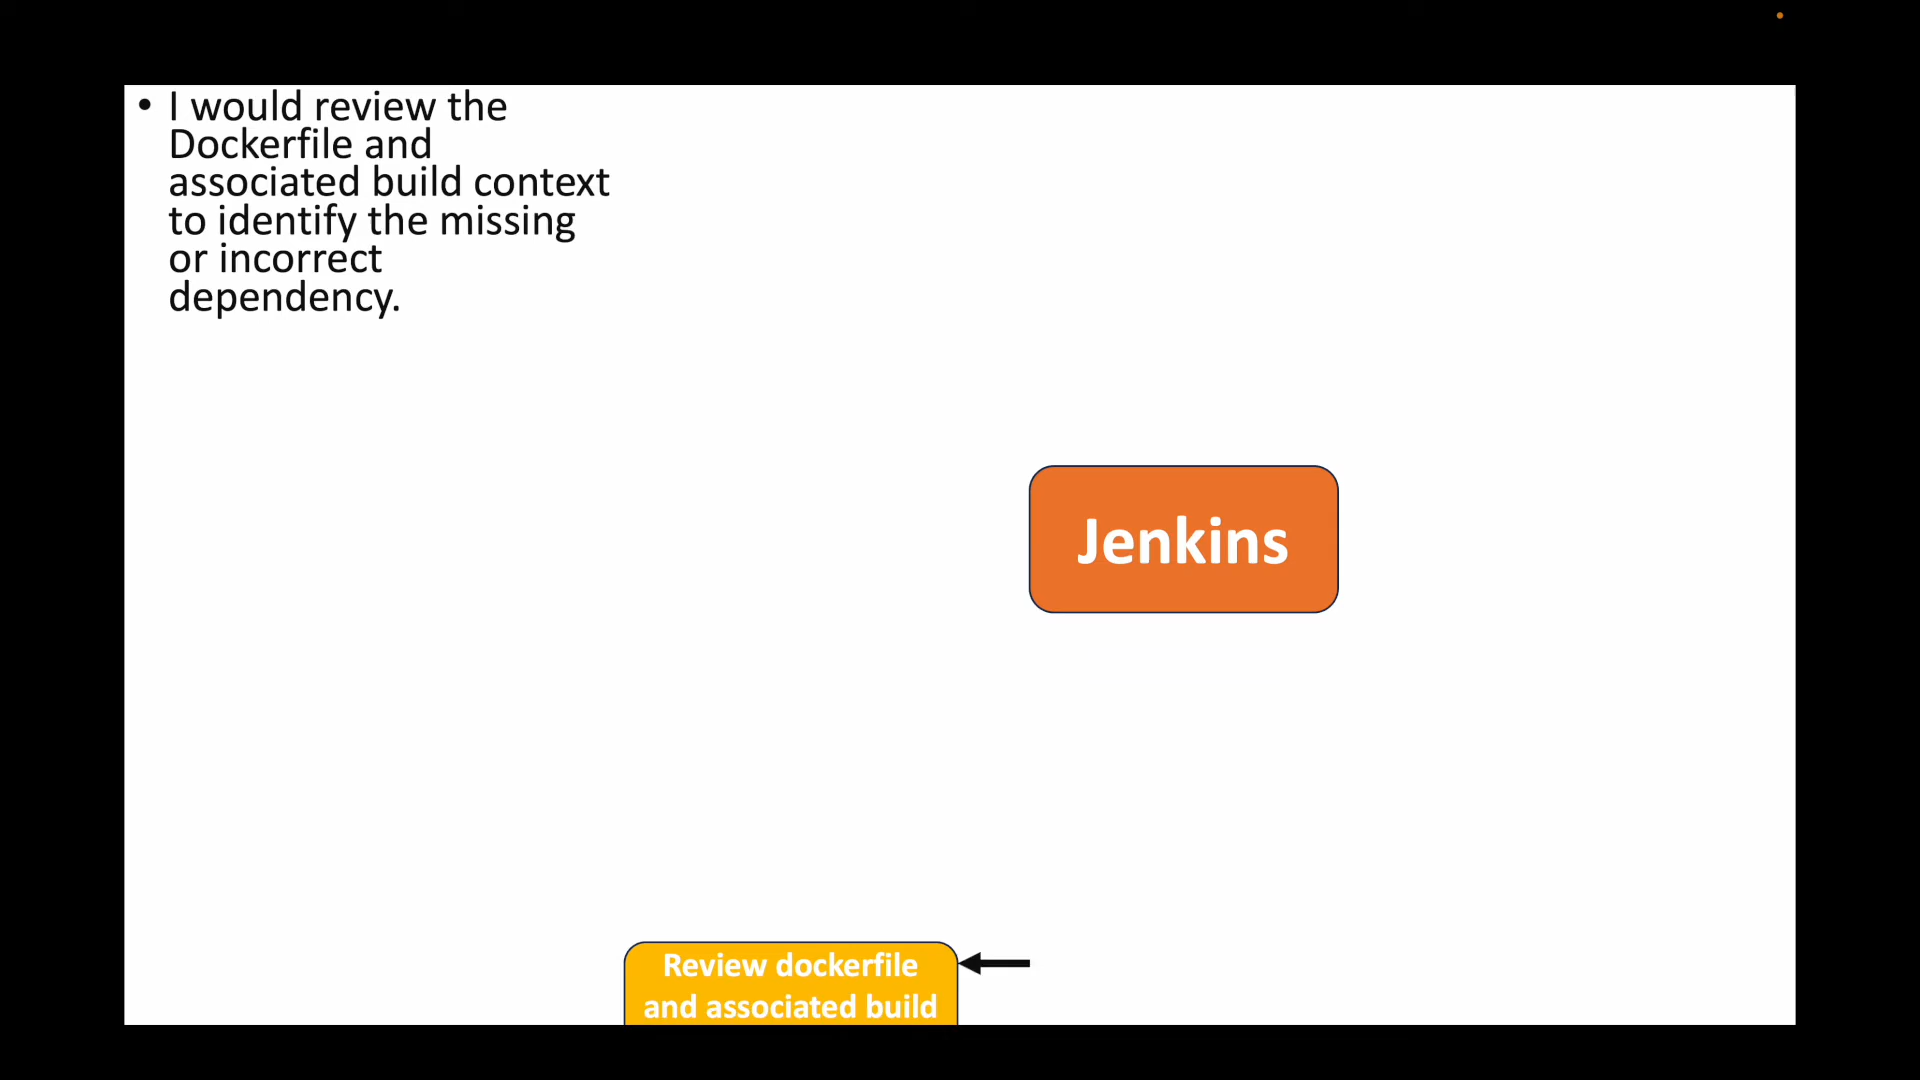 • I would review the
Dockerfile and
associated build context
to identify the missing
or incorrect
dependency.
Jenkins
Review dockerfile
and associated build